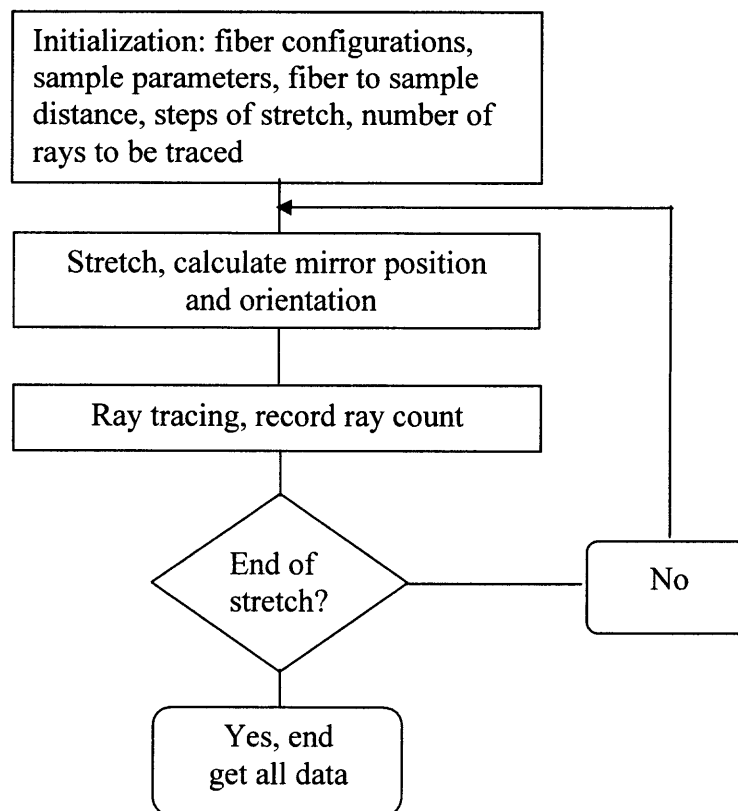 Initialization: fiber configurations,
sample parameters, fiber to sample
distance, steps of stretch, number of
rays to be traced
Stretch, calculate mirror position
and orientation
Ray tracing, record ray count
End of
stretch?
No
Yes, end
get all data